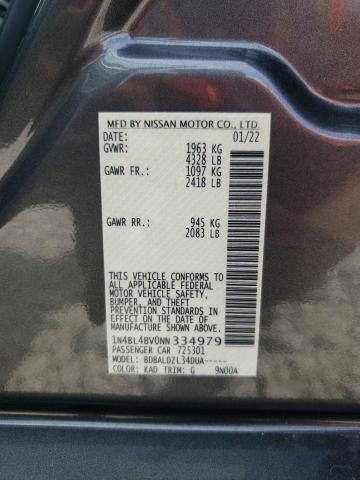 MFD BY NISSAN MOTOR CO., LTD.
DATE: 01/22
GVWR: 1963 KG
4328 LB
GAWR FR.: 1097 KG
2418 LB
GAWR RR.: 945 KG
2083 LB
THIS VEHICLE CONFORMS TO
ALL APPLICABLE FEDERAL
MOTOR VEHICLE SAFETY,
BUMPER, AND THEFT
PREVENTION STANDARDS IN
EFFECT ON THE DATE OF
MANUFACTURE SHOWN ABOVE.
1N4BL4BV0NN334979
PASSENGER CAR 725301
MODEL: BDBALDZL34DUA-----
COLOR: KAD TRIM: G 9N00A